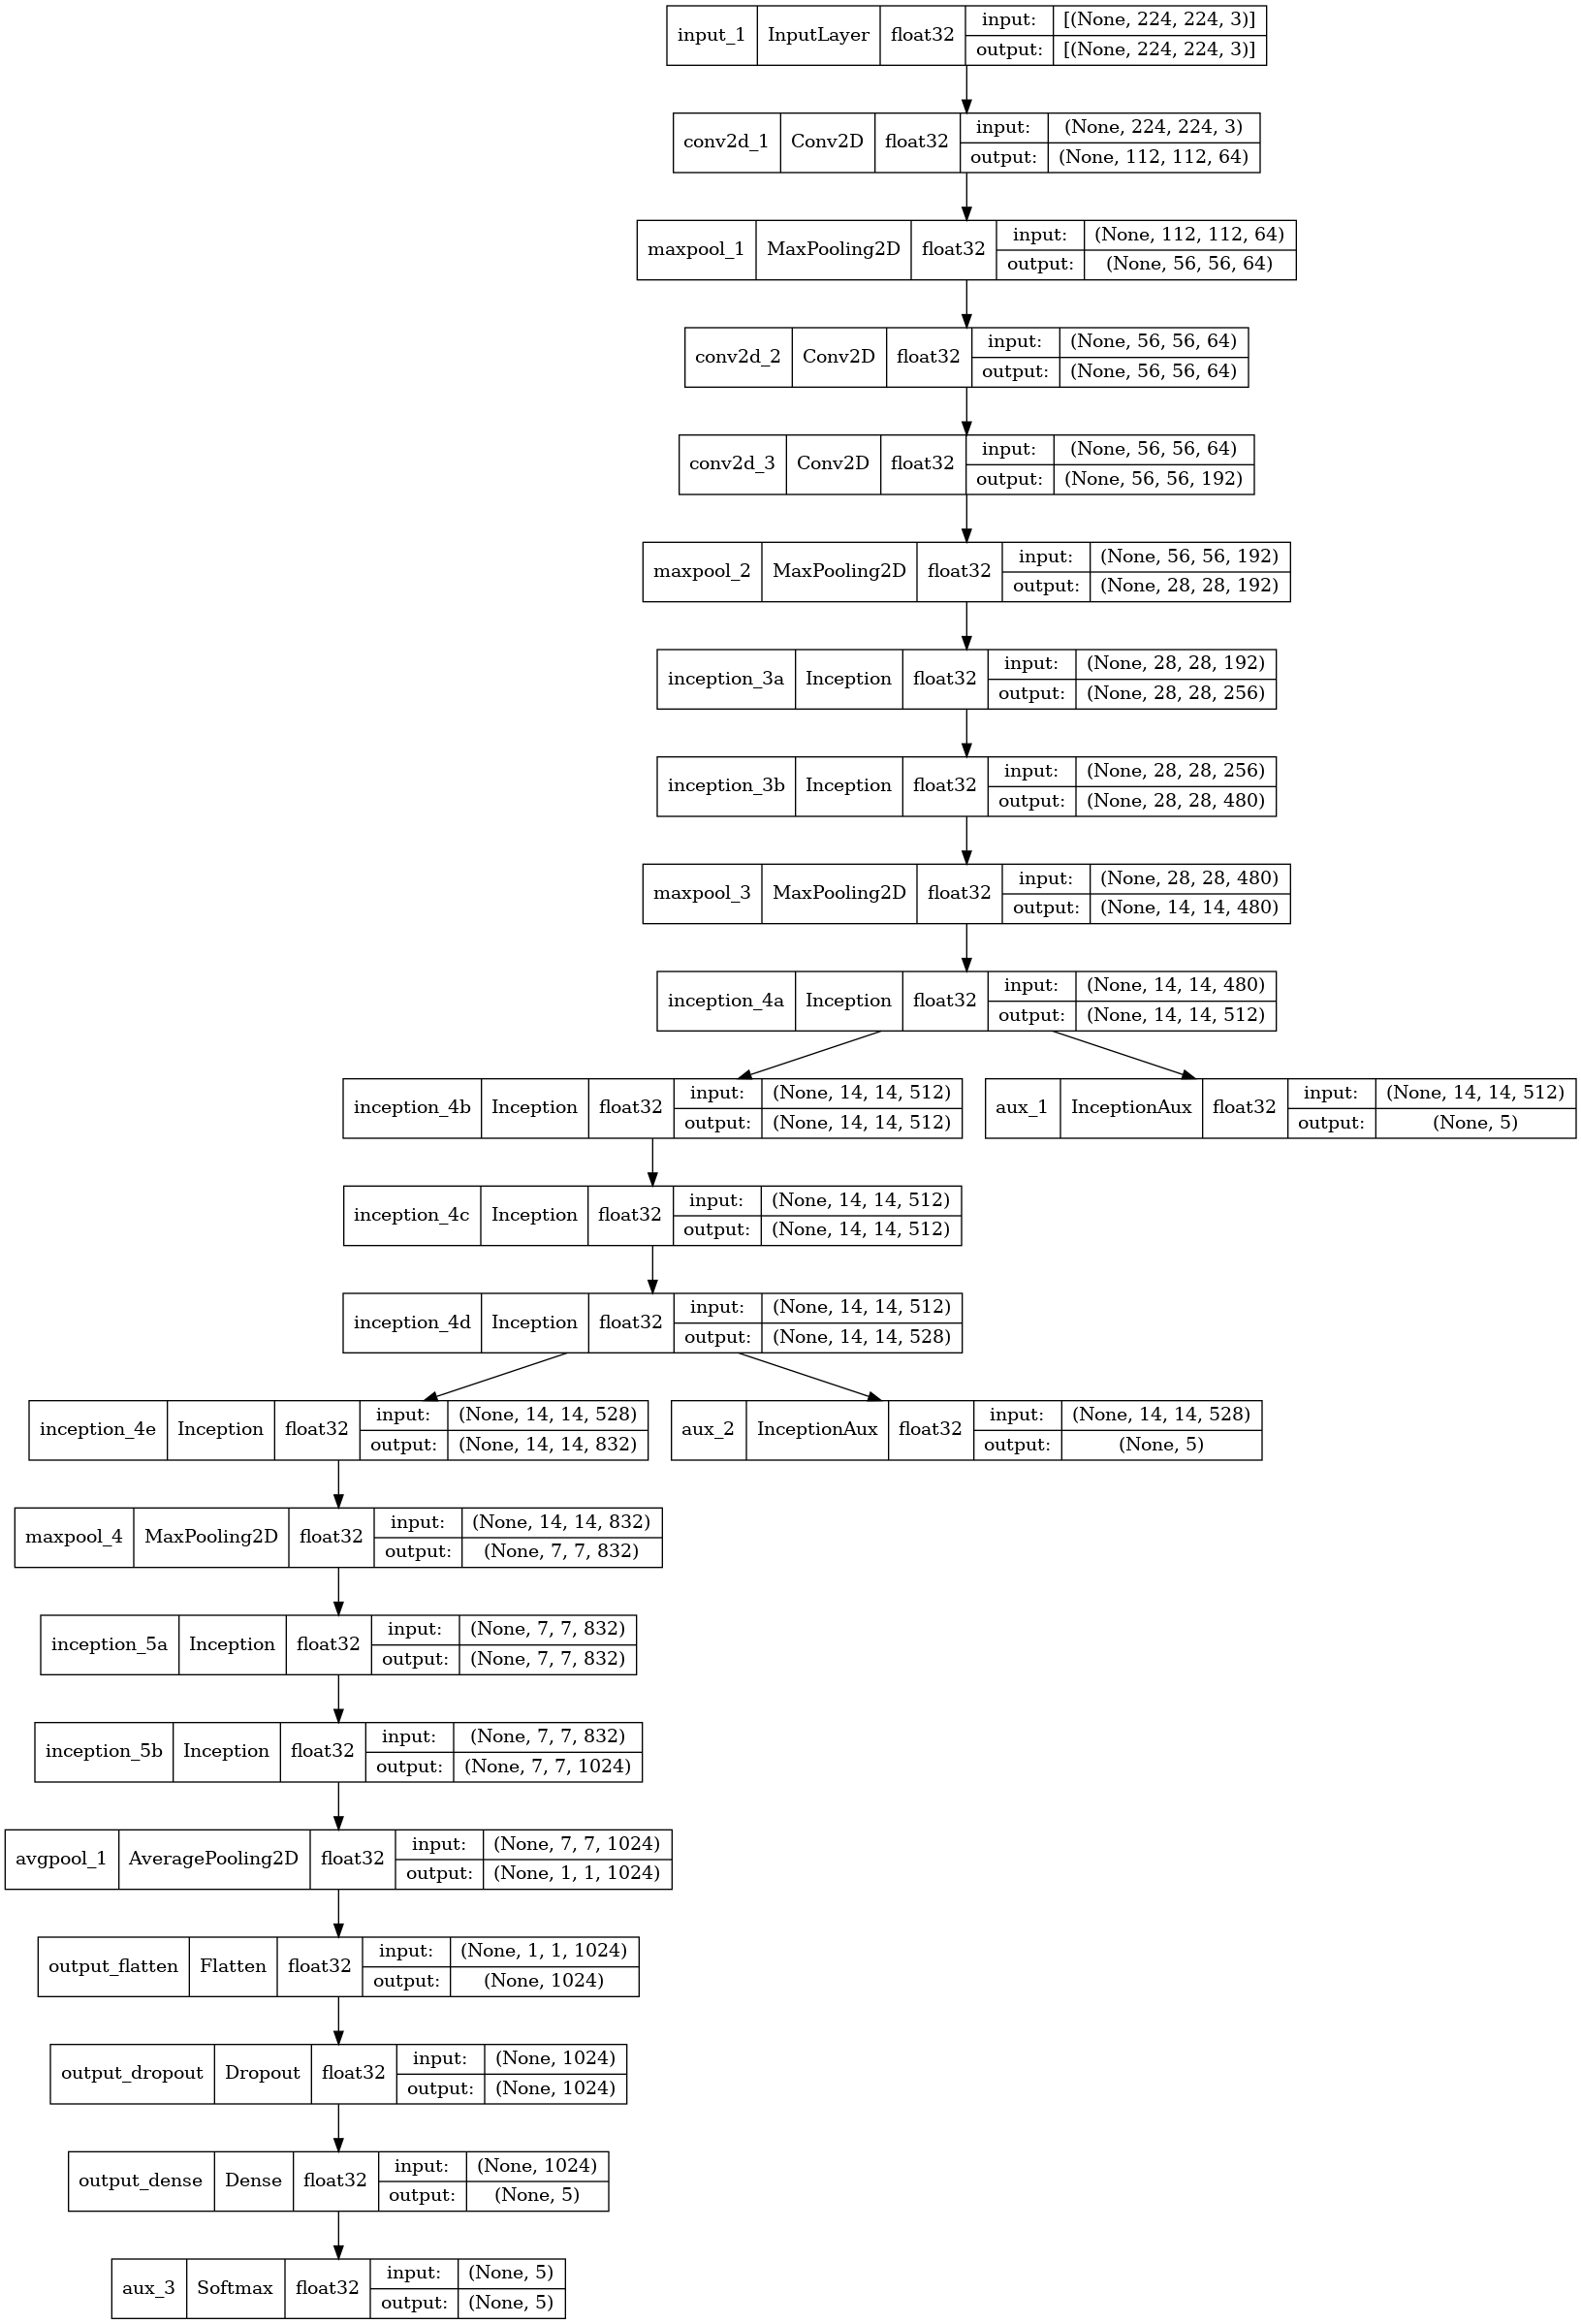 input_1 InputLayer float32 input: [(None, 224, 224, 3)]
output: [(None, 224, 224, 3)]
conv2d_1 Conv2D float32 input: (None, 224, 224, 3)
output: (None, 112, 112, 64)
maxpool_1 MaxPooling2D float32 input: (None, 112, 112, 64)
output: (None, 56, 56, 64)
conv2d_2 Conv2D float32 input: (None, 56, 56, 64)
output: (None, 56, 56, 64)
conv2d_3 Conv2D float32 input: (None, 56, 56, 64)
output: (None, 56, 56, 192)
maxpool_2 MaxPooling2D float32 input: (None, 56, 56, 192)
output: (None, 28, 28, 192)
inception_3a Inception float32 input: (None, 28, 28, 192)
output: (None, 28, 28, 256)
inception_3b Inception float32 input: (None, 28, 28, 256)
output: (None, 28, 28, 480)
maxpool_3 MaxPooling2D float32 input: (None, 28, 28, 480)
output: (None, 14, 14, 480)
inception_4a Inception float32 input: (None, 14, 14, 480)
output: (None, 14, 14, 512)
inception_4b Inception float32 input: (None, 14, 14, 512)
output: (None, 14, 14, 512)
aux_1 InceptionAux float32 input: (None, 14, 14, 512)
output: (None, 5)
inception_4c Inception float32 input: (None, 14, 14, 512)
output: (None, 14, 14, 512)
inception_4d Inception float32 input: (None, 14, 14, 512)
output: (None, 14, 14, 528)
inception_4e Inception float32 input: (None, 14, 14, 528)
output: (None, 14, 14, 832)
aux_2 InceptionAux float32 input: (None, 14, 14, 528)
output: (None, 5)
maxpool_4 MaxPooling2D float32 input: (None, 14, 14, 832)
output: (None, 7, 7, 832)
inception_5a Inception float32 input: (None, 7, 7, 832)
output: (None, 7, 7, 832)
inception_5b Inception float32 input: (None, 7, 7, 832)
output: (None, 7, 7, 1024)
avgpool_1 AveragePooling2D float32 input: (None, 7, 7, 1024)
output: (None, 1, 1, 1024)
output_flatten Flatten float32 input: (None, 1, 1, 1024)
output: (None, 1024)
output_dropout Dropout float32 input: (None, 1024)
output: (None, 1024)
output_dense Dense float32 input: (None, 1024)
output: (None, 5)
aux_3 Softmax float32 input: (None, 5)
output: (None, 5)